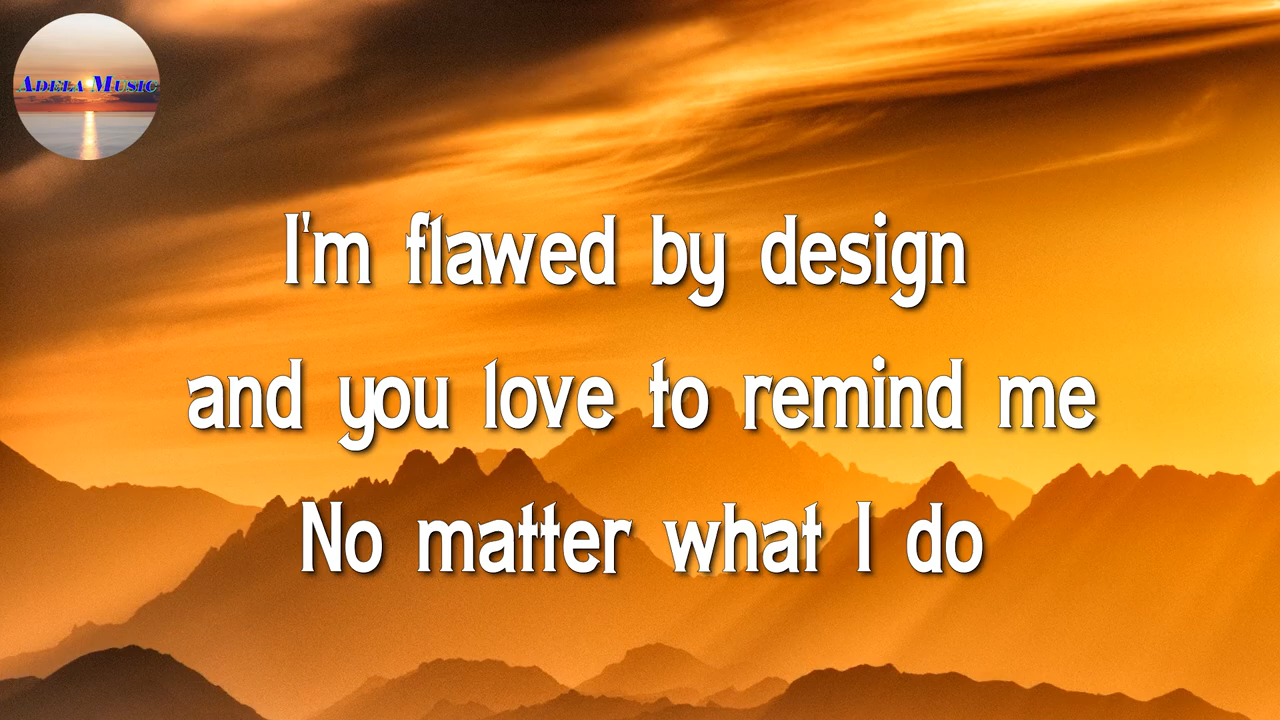 Adela Music
I'm flawed by design
and you love to remind me
No matter what I do